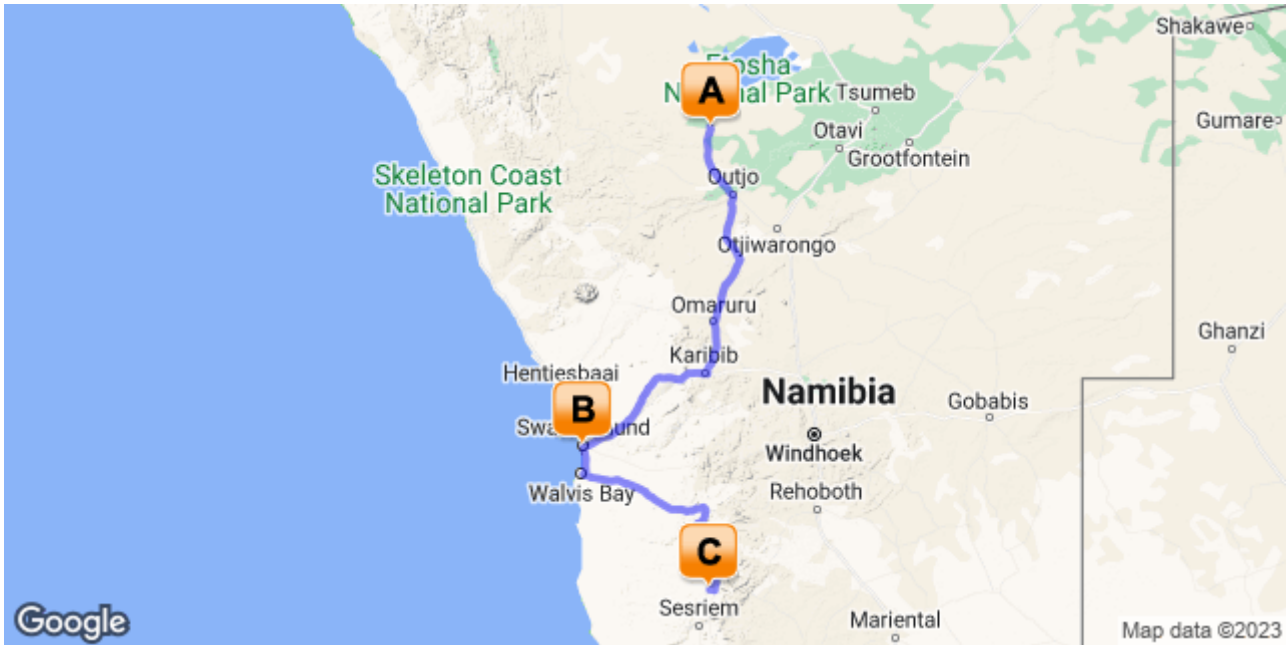 Shakawe
Etosha
National Park
A
Tsumeb
Gumare
Otavi
Grootfontein
Skeleton Coast
National Park
Outjo
Otjiwarongo
Omaruru
Ghanzi
Karibib
Hentiesbaai
Namibia
B
Gobabis
Windhoek
Walvis Bay
Rehoboth
C
Sesriem
Mariental
Google
Map data ©2023